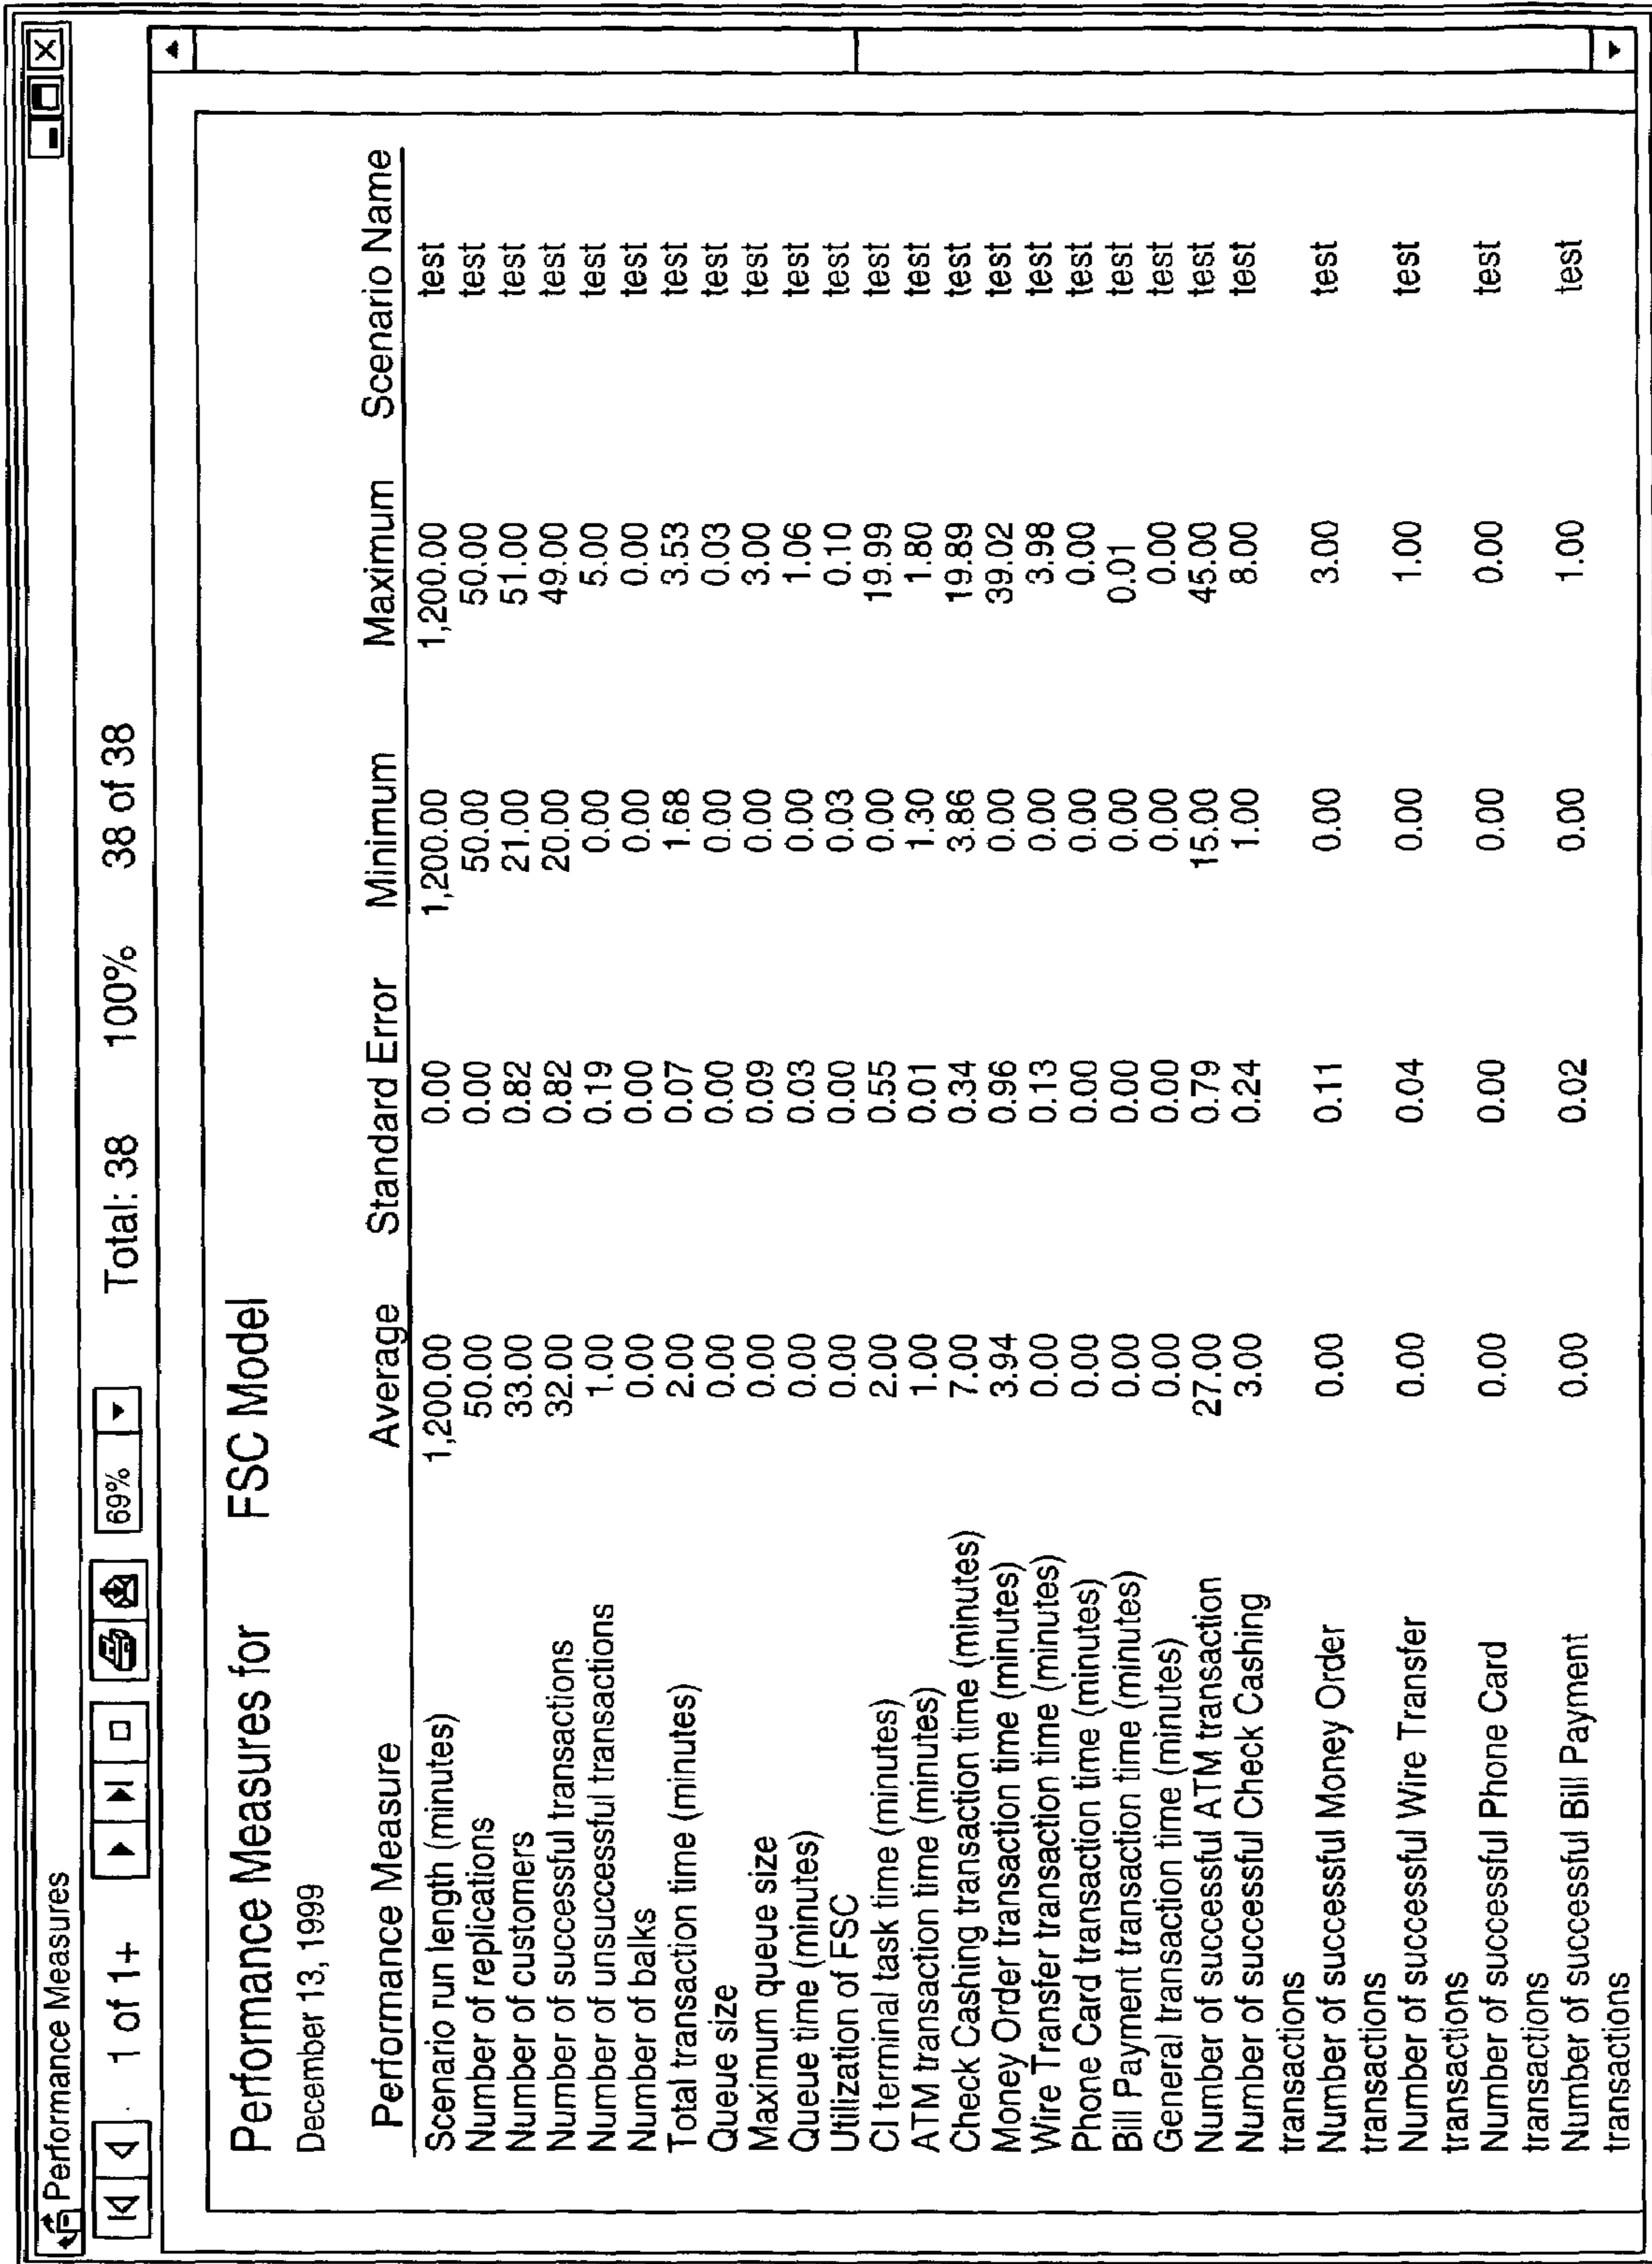 Performance Measures
1 of 1+ 69% Total: 38 100% 38 of 38
Performance Measures for FSC Model
December 13, 1999
Performance Measure Average Standard Error Minimum Maximum Scenario Name
Scenario run length (minutes) 1,200.00 0.00 1,200.00 1,200.00 test
Number of replications 50.00 0.00 50.00 50.00 test
Number of customers 33.00 0.82 21.00 51.00 test
Number of successful transactions 32.00 0.82 20.00 49.00 test
Number of unsuccessful transactions 1.00 0.19 0.00 5.00 test
Number of balks 0.00 0.00 0.00 0.00 test
Total transaction time (minutes) 2.00 0.07 1.68 3.53 test
Queue size 0.00 0.00 0.00 0.03 test
Maximum queue size 0.00 0.09 0.00 3.00 test
Queue time (minutes) 0.00 0.03 0.00 1.06 test
Utilization of FSC 0.00 0.00 0.03 0.10 test
CI terminal task time (minutes) 2.00 0.55 0.00 19.99 test
ATM transaction time (minutes) 1.00 0.01 1.30 1.80 test
Check Cashing transaction time (minutes) 7.00 0.34 3.86 19.89 test
Money Order transaction time (minutes) 3.94 0.96 0.00 39.02 test
Wire Transfer transaction time (minutes) 0.00 0.13 0.00 3.98 test
Phone Card transaction time (minutes) 0.00 0.00 0.00 0.00 test
Bill Payment transaction time (minutes) 0.00 0.00 0.00 0.01 test
General transaction time (minutes) 0.00 0.00 0.00 0.00 test
Number of successful ATM transaction 27.00 0.79 15.00 45.00 test
Number of successful Check Cashing 3.00 0.24 1.00 8.00 test
transactions
Number of successful Money Order 0.00 0.11 0.00 3.00 test
transactions
Number of successful Wire Transfer 0.00 0.04 0.00 1.00 test
transactions
Number of successful Phone Card 0.00 0.00 0.00 0.00 test
transactions
Number of successful Bill Payment 0.00 0.02 0.00 1.00 test
transactions